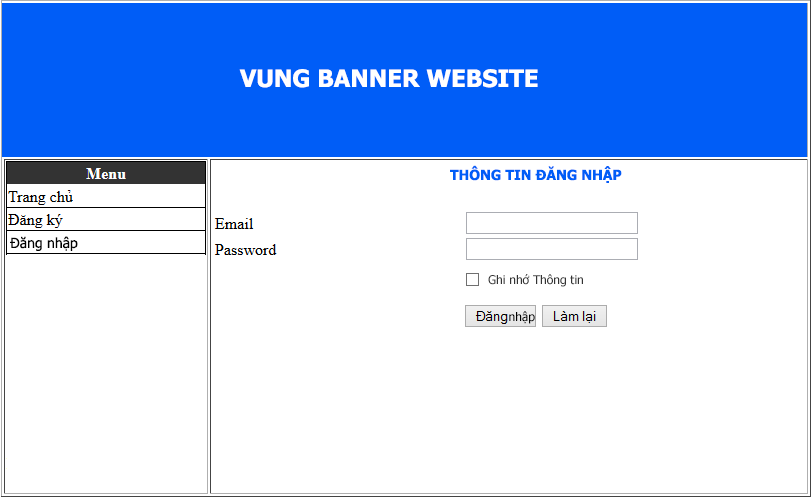 VUNG BANNER WEBSITE
Menu
Trang chủ
Đăng ký
Đăng nhập
THÔNG TIN ĐĂNG NHẬP
Email
Password
Ghi nhớ Thông tin
Đăngnhập
Làm lại